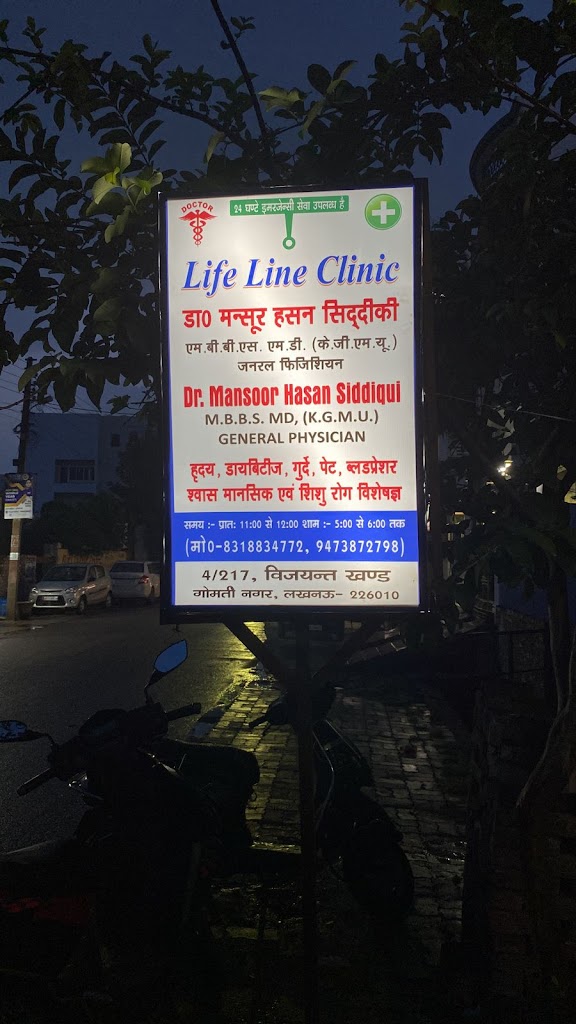 DOCTOR
24 घण्टे इमरजेन्सी सेवा उपलब्ध है
Life Line Clinic
डा0 मन्सूर हसन सिद्दीकी
एम.बी.बी.एस. एम.डी. (के.जी.एम.यू.)
जनरल फिजिशियन
Dr. Mansoor Hasan Siddiqui
M.B.B.S. MD, (K.G.M.U.)
GENERAL PHYSICIAN
हृदय, डायबिटीज, गुर्दे, पेट, ब्लडप्रेशर
श्वास मानसिक एवं शिशु रोग विशेषज्ञ
समय :- प्रातः 11:00 से 12:00 शाम :- 5:00 से 6:00 तक
(मो0-8318834772, 9473872798)
4/217, विजयन्त खण्ड
गोमती नगर, लखनऊ- 226010